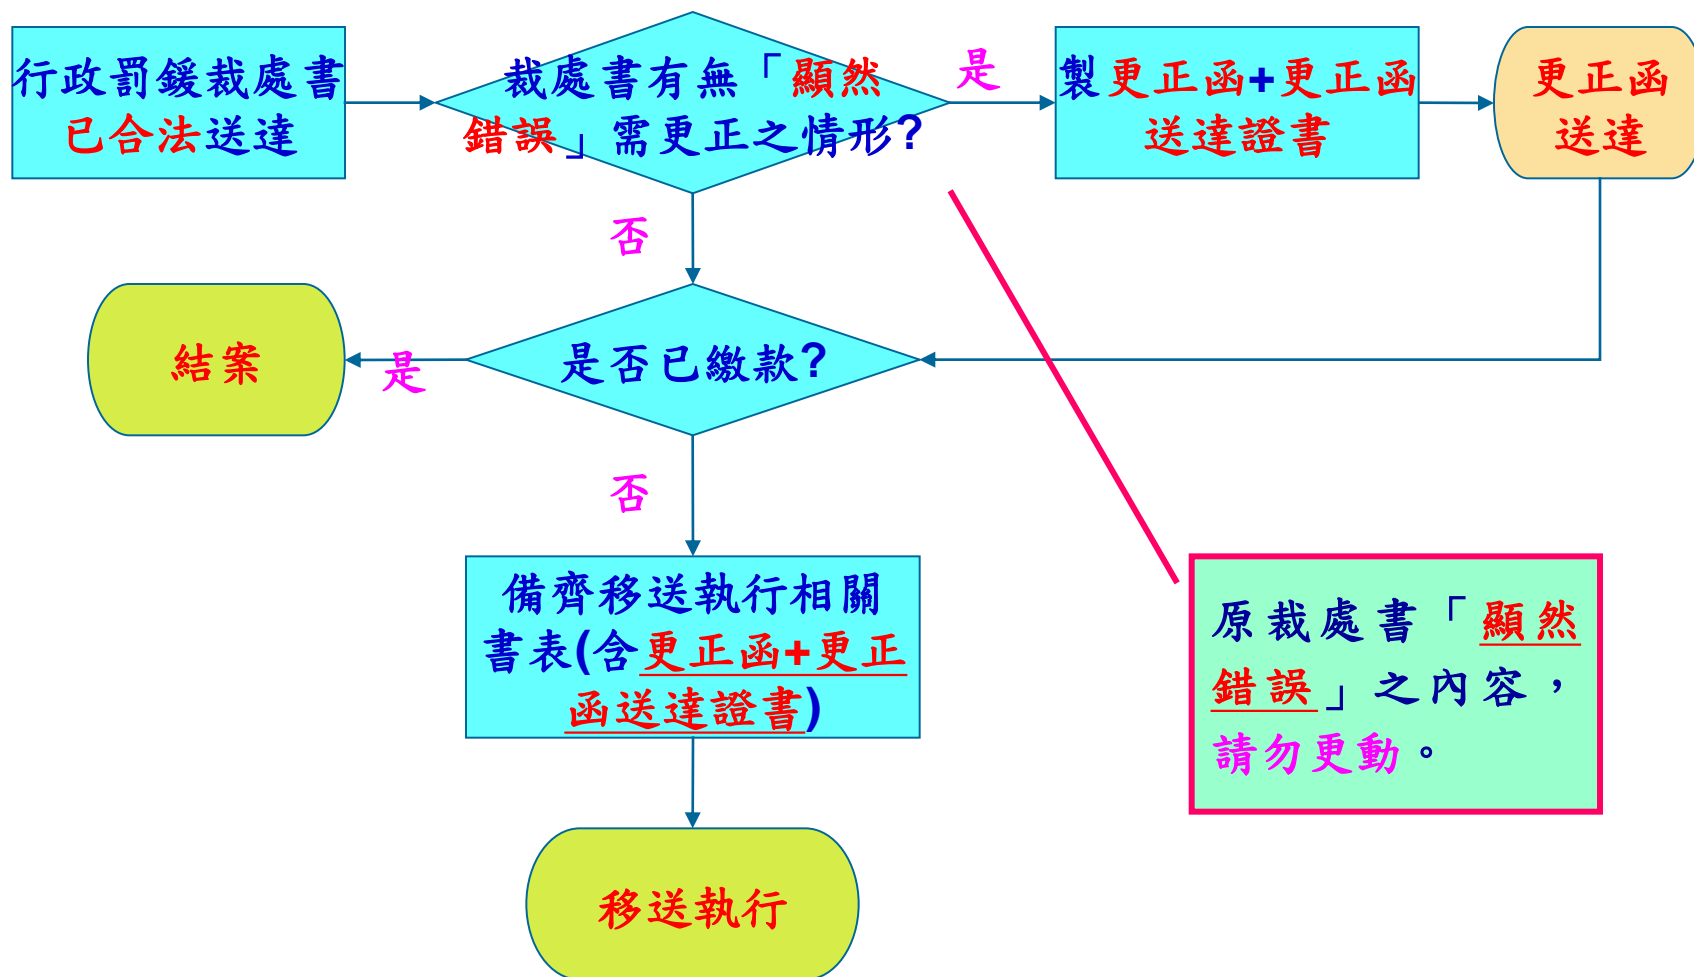 行政罰鍰裁處書
已合法送達
裁處書有無「顯然
錯誤」需更正之情形?
是
製更正函+更正函
送達證書
更正函
送達
否
結案
是
是否已繳款?
否
備齊移送執行相關
書表(含更正函+更正
函送達證書)
原裁處書「顯然
錯誤」之內容，
請勿更動。
移送執行